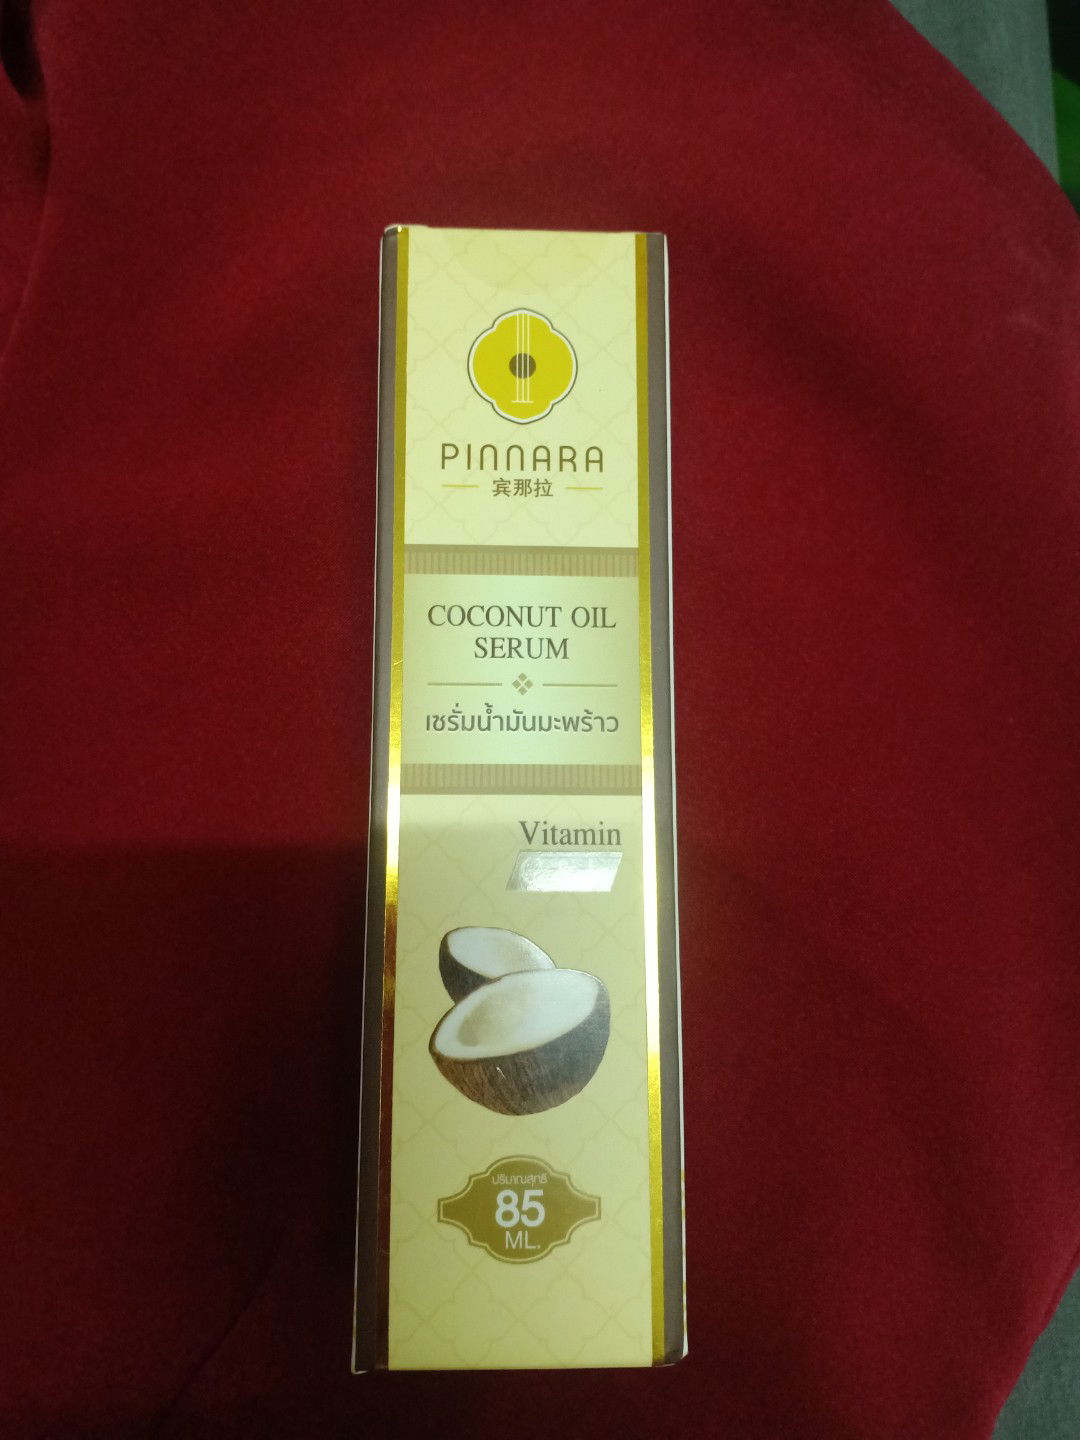 PINNARA
宾那拉
COCONUT OIL
SERUM
เซรั่มน้ำมันมะพร้าว
Vitamin
ปริมาณสุทธิ
85
ML.